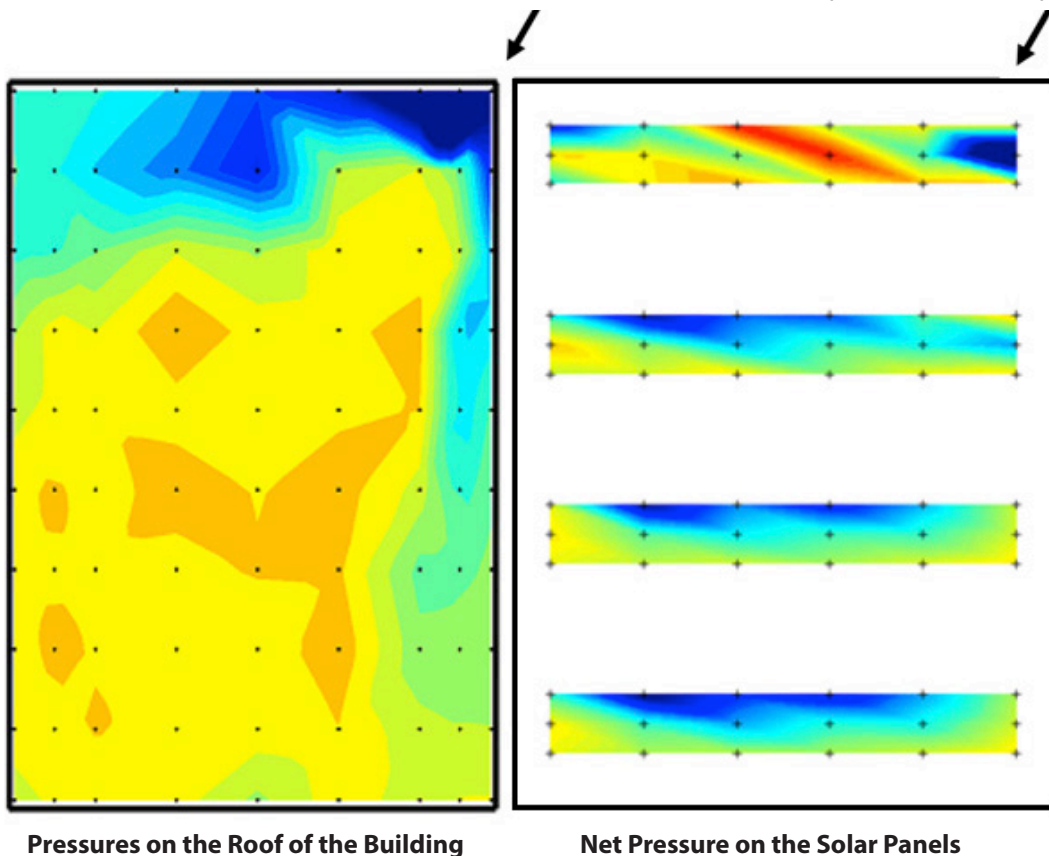 Pressures on the Roof of the Building
Net Pressure on the Solar Panels